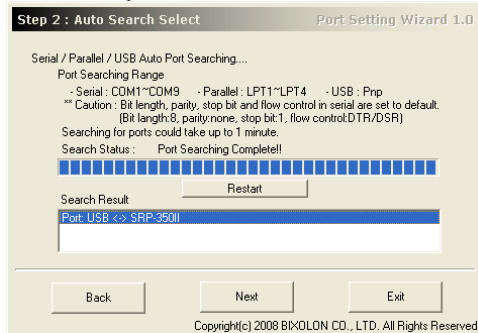 Step 2 : Auto Search Select Port Setting Wizard 1.0
Serial / Parallel / USB Auto Port Searching....
Port Searching Range
- Serial : COM1~COM9 - Parallel : LPT1~LPT4 - USB : Pnp
** Caution : Bit length, parity, stop bit and flow control in serial are set to default.
(Bit length:8, parity:none, stop bit:1, flow control:DTR/DSR)
Searching for ports could take up to 1 minute.
Search Status : Port Searching Complete!!
Restart
Search Result
Port: USB <-> SRP-350II
Back Next Exit
Copyright(c) 2008 BIXOLON CO., LTD. All Rights Reserved